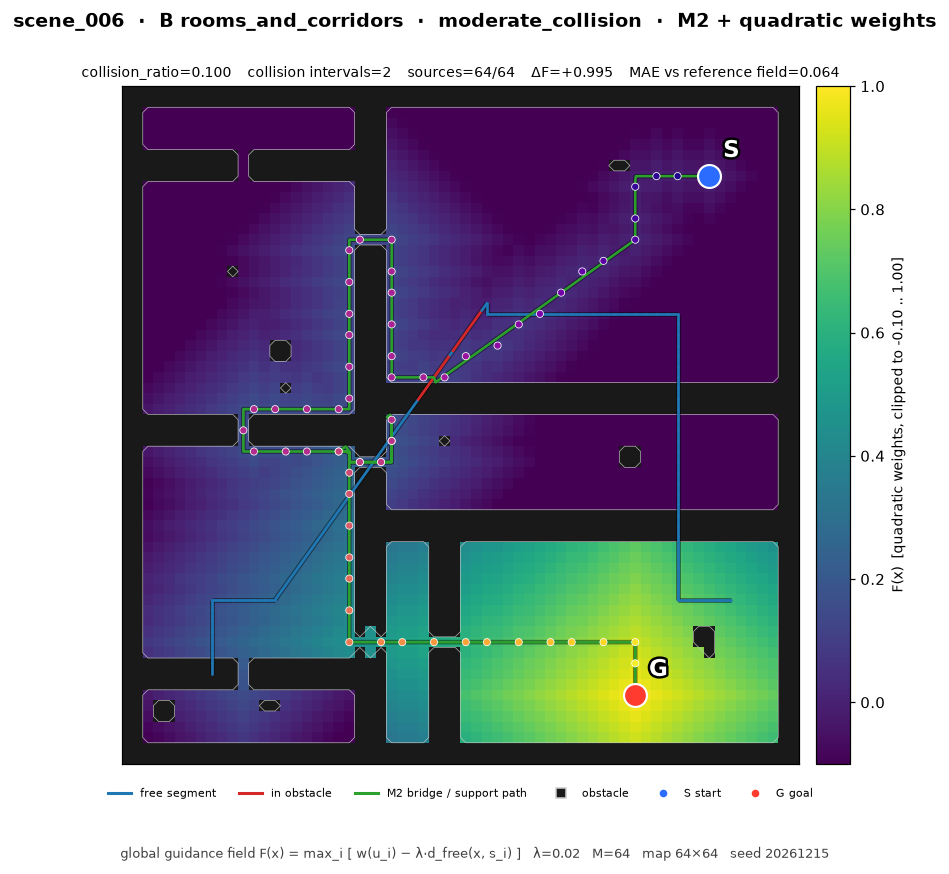 scene_006 · B rooms_and_corridors · moderate_collision · M2 + quadratic weights
collision_ratio=0.100 collision intervals=2 sources=64/64 ΔF=+0.995 MAE vs reference field=0.064
S
G
1.0
0.8
0.6
0.4
0.2
0.0
F(x) [quadratic weights, clipped to -0.10 .. 1.00]
free segment
in obstacle
M2 bridge / support path
obstacle
S start
G goal
global guidance field F(x) = max_i [ w(u_i) − λ·d_free(x, s_i) ] λ=0.02 M=64 map 64×64 seed 20261215